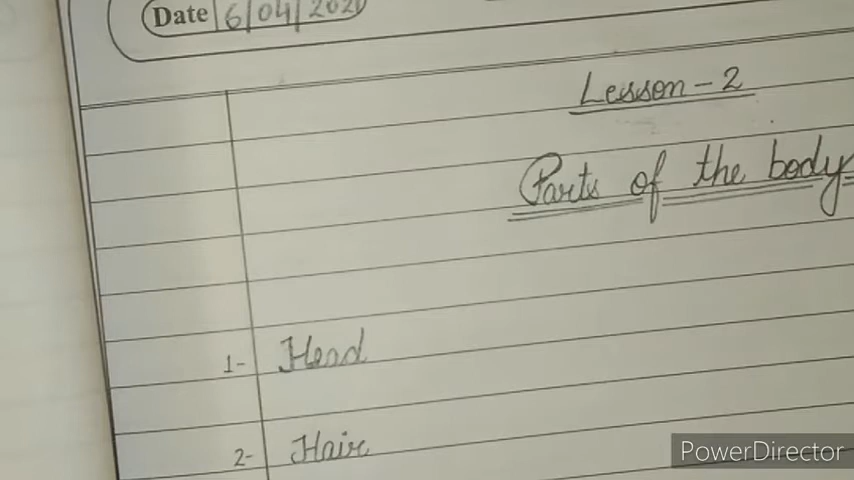 Date 6/04/2021
Lesson - 2
Parts of the body
1- Head
2- Hair
PowerDirector